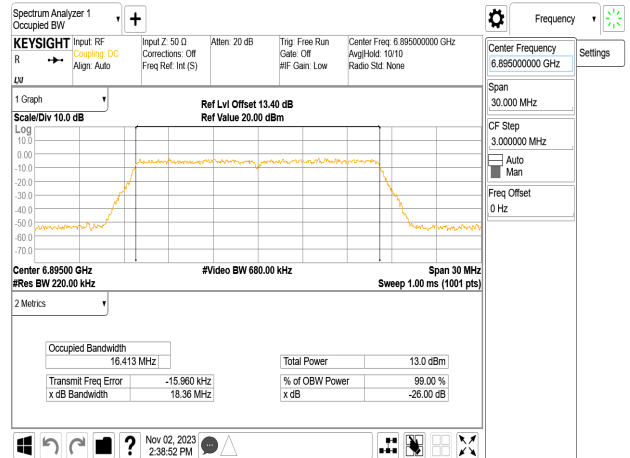 Spectrum Analyzer 1
Occupied BW
Frequency
KEYSIGHT
R
Input: RF
Coupling: DC
Align: Auto
Input Z: 50 Ω
Corrections: Off
Freq Ref: Int (S)
Atten: 20 dB
Trig: Free Run
Gate: Off
#IF Gain: Low
Center Freq: 6.895000000 GHz
Avg|Hold: 10/10
Radio Std: None
Center Frequency
6.895000000 GHz
Settings
Span
30.000 MHz
CF Step
3.000000 MHz
Auto
Man
Freq Offset
0 Hz
1 Graph
Scale/Div 10.0 dB
Ref Lvl Offset 13.40 dB
Ref Value 20.00 dBm
Log
10.0
0.00
-10.0
-20.0
-30.0
-40.0
-50.0
-60.0
-70.0
Center 6.89500 GHz
#Res BW 220.00 kHz
#Video BW 680.00 kHz
Span 30 MHz
Sweep 1.00 ms (1001 pts)
2 Metrics
Occupied Bandwidth
16.413 MHz
Total Power 13.0 dBm
Transmit Freq Error -15.960 kHz
% of OBW Power 99.00 %
x dB Bandwidth 18.36 MHz
x dB -26.00 dB
?
Nov 02, 2023
2:38:52 PM